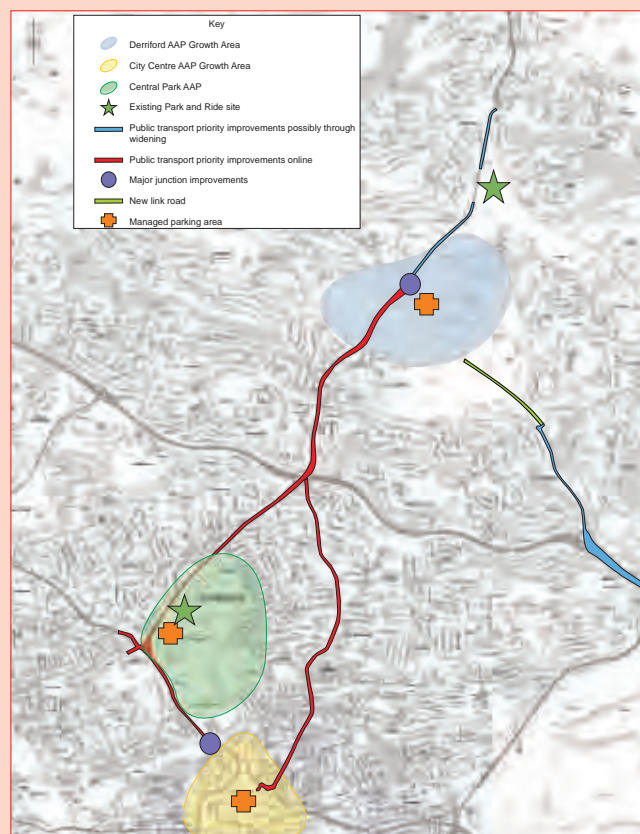 Key
Derriford AAP Growth Area
City Centre AAP Growth Area
Central Park AAP
Existing Park and Ride site
Public transport priority improvements possibly through
widening
Public transport priority improvements online
Major junction improvements
New link road
Managed parking area